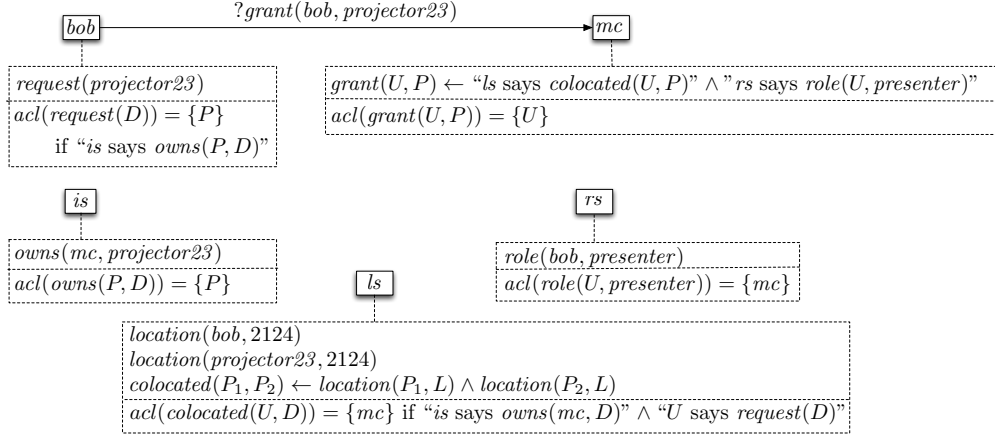 ?grant(bob, projector23)
bob
mc
request(projector23)
acl(request(D)) = {P}
if “is says owns(P, D)”
grant(U, P) ← “ls says colocated(U, P)” ∧ ”rs says role(U, presenter)”
acl(grant(U, P)) = {U}
is
rs
owns(mc, projector23)
acl(owns(P, D)) = {P}
role(bob, presenter)
acl(role(U, presenter)) = {mc}
ls
location(bob, 2124)
location(projector23, 2124)
colocated(P₁, P₂) ← location(P₁, L) ∧ location(P₂, L)
acl(colocated(U, D)) = {mc} if “is says owns(mc, D)” ∧ “U says request(D)”